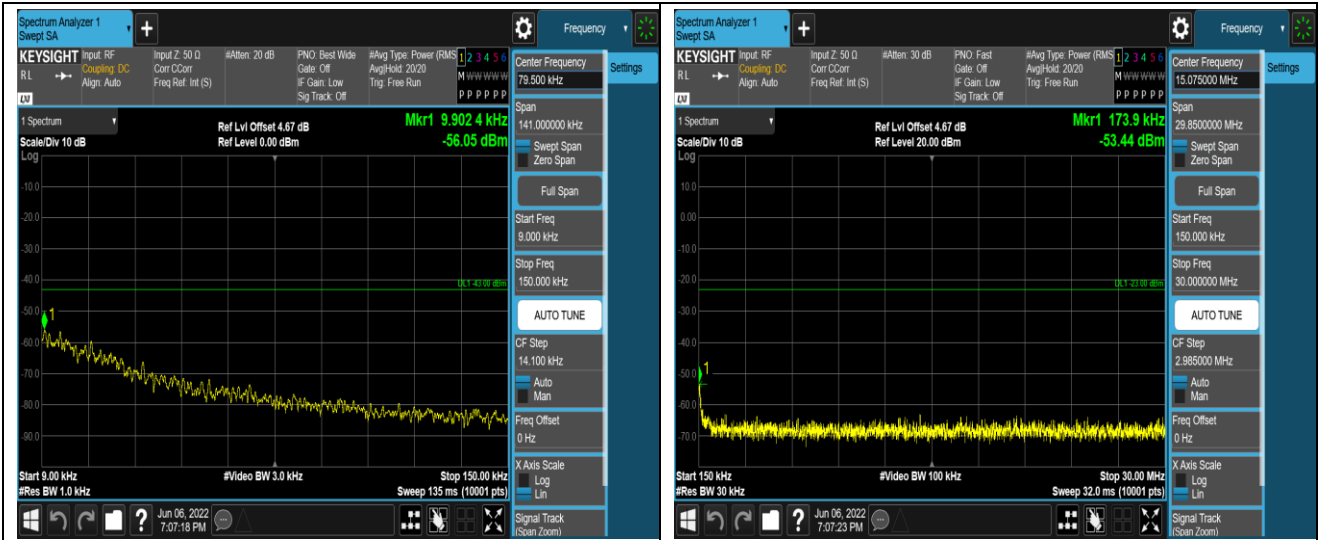 Spectrum Analyzer 1
Swept SA
Frequency
KEYSIGHT
RL
Input: RF
Coupling: DC
Align: Auto
Input Z: 50 Ω
Corr CCorr
Freq Ref: Int (S)
#Atten: 20 dB
PNO: Best Wide
Gate: Off
IF Gain: Low
Sig Track: Off
#Avg Type: Power (RMS
Avg|Hold: 20/20
Trig: Free Run
1 2 3 4 5 6
M W W W W W
P P P P P P
LXI
1 Spectrum
Ref Lvl Offset 4.67 dB
Mkr1 9.902 4 kHz
Scale/Div 10 dB
Ref Level 0.00 dBm
-56.05 dBm
Log
-10.0
-20.0
-30.0
-40.0
DL1 -43.00 dBm
-50.0
1
-60.0
-70.0
-80.0
-90.0
Start 9.00 kHz
#Video BW 3.0 kHz
Stop 150.00 kHz
#Res BW 1.0 kHz
Sweep 135 ms (10001 pts)
Jun 06, 2022
7:07:18 PM
Center Frequency
79.500 kHz
Settings
Span
141.000000 kHz
Swept Span
Zero Span
Full Span
Start Freq
9.000 kHz
Stop Freq
150.000 kHz
AUTO TUNE
CF Step
14.100 kHz
Auto
Man
Freq Offset
0 Hz
X Axis Scale
Log
Lin
Signal Track
(Span Zoom)
Spectrum Analyzer 1
Swept SA
Frequency
KEYSIGHT
RL
Input: RF
Coupling: DC
Align: Auto
Input Z: 50 Ω
Corr CCorr
Freq Ref: Int (S)
#Atten: 30 dB
PNO: Fast
Gate: Off
IF Gain: Low
Sig Track: Off
#Avg Type: Power (RMS
Avg|Hold: 20/20
Trig: Free Run
1 2 3 4 5 6
M W W W W W
P P P P P P
LXI
1 Spectrum
Ref Lvl Offset 4.67 dB
Mkr1 173.9 kHz
Scale/Div 10 dB
Ref Level 20.00 dBm
-53.44 dBm
Log
10.0
0.00
-10.0
-20.0
DL1 -23.00 dBm
-30.0
-40.0
-50.0
1
-60.0
-70.0
Start 150 kHz
#Video BW 100 kHz
Stop 30.00 MHz
#Res BW 30 kHz
Sweep 32.0 ms (10001 pts)
Jun 06, 2022
7:07:23 PM
Center Frequency
15.075000 MHz
Settings
Span
29.8500000 MHz
Swept Span
Zero Span
Full Span
Start Freq
150.000 kHz
Stop Freq
30.000000 MHz
AUTO TUNE
CF Step
2.985000 MHz
Auto
Man
Freq Offset
0 Hz
X Axis Scale
Log
Lin
Signal Track
(Span Zoom)